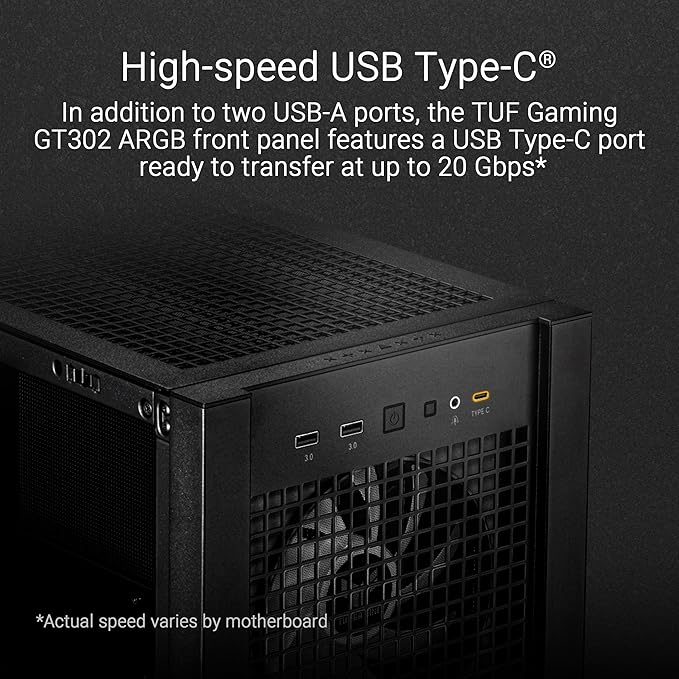 High-speed USB Type-C®
In addition to two USB-A ports, the TUF Gaming
GT302 ARGB front panel features a USB Type-C port
ready to transfer at up to 20 Gbps*
3.0
3.0
TYPE C
*Actual speed varies by motherboard